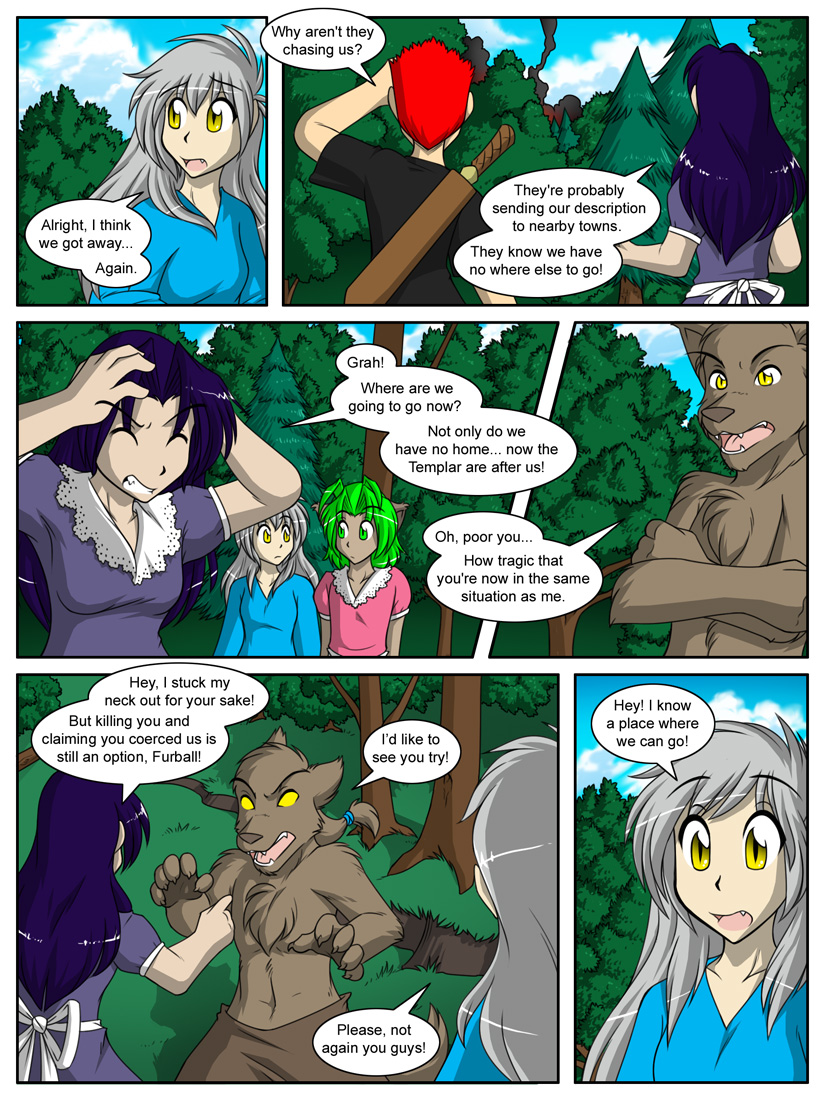 Alright, I think
we got away...
Again.
Why aren't they
chasing us?
They're probably
sending our description
to nearby towns.
They know we have
no where else to go!
Grah!
Where are we
going to go now?
Not only do we
have no home... now the
Templar are after us!
Oh, poor you...
How tragic that
you're now in the same
situation as me.
Hey, I stuck my
neck out for your sake!
But killing you and
claiming you coerced us is
still an option, Furball!
I'd like to
see you try!
Please, not
again you guys!
Hey! I know
a place where
we can go!